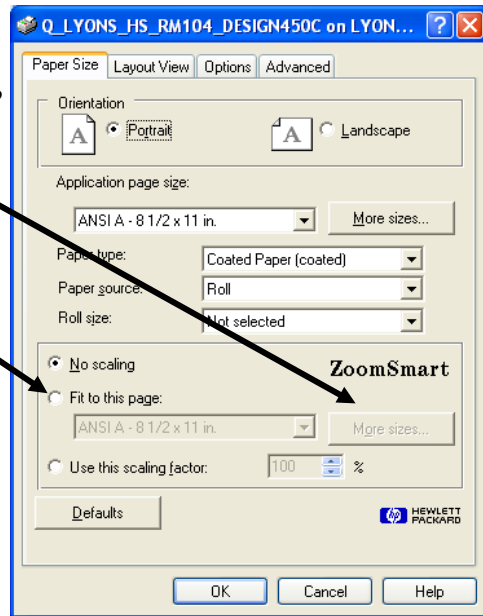 Q_LYONS_HS_RM104_DESIGN450C on LYON...
Paper Size Layout View Options Advanced
Orientation
A Portrait A Landscape
Application page size:
ANSI A - 8 1/2 x 11 in. More sizes...
Paper type: Coated Paper (coated)
Paper source: Roll
Roll size: Not selected
No scaling ZoomSmart
Fit to this page:
ANSI A - 8 1/2 x 11 in. More sizes...
Use this scaling factor: 100 %
Defaults hp HEWLETT
PACKARD
OK Cancel Help